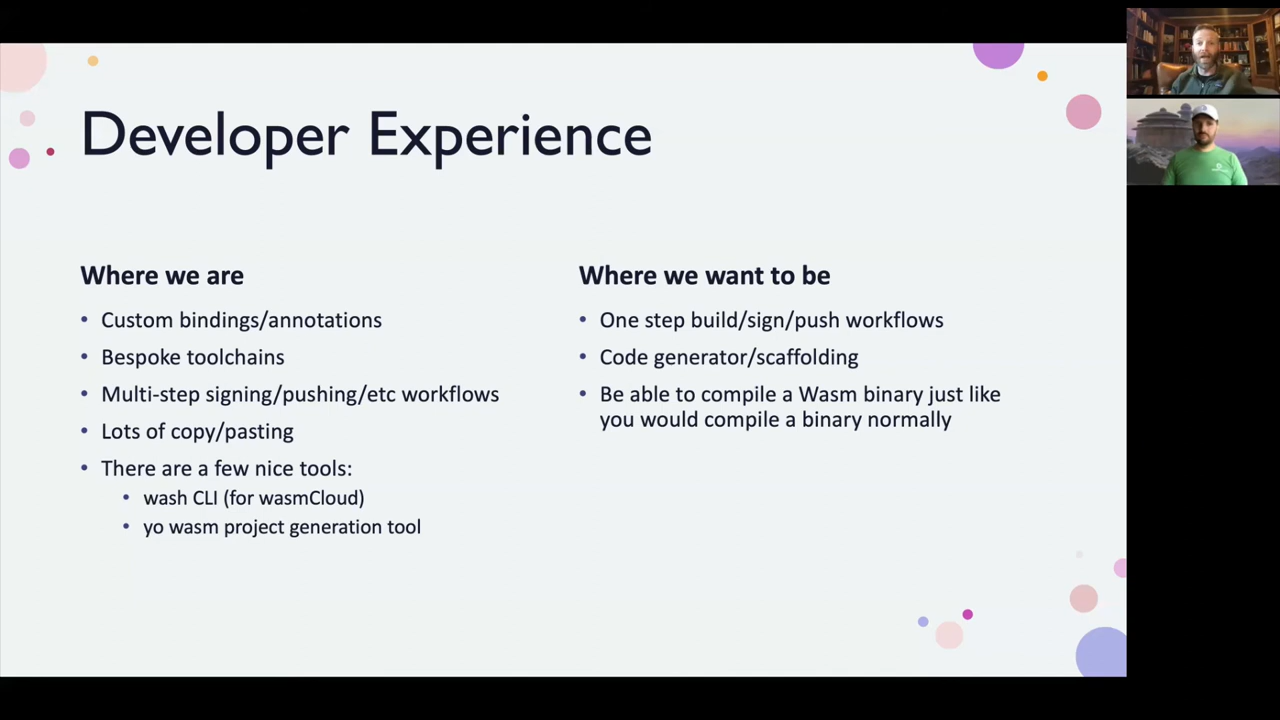 Developer Experience
Where we are
• Custom bindings/annotations
• Bespoke toolchains
• Multi-step signing/pushing/etc workflows
• Lots of copy/pasting
• There are a few nice tools:
• wash CLI (for wasmCloud)
• yo wasm project generation tool
Where we want to be
• One step build/sign/push workflows
• Code generator/scaffolding
• Be able to compile a Wasm binary just like
you would compile a binary normally